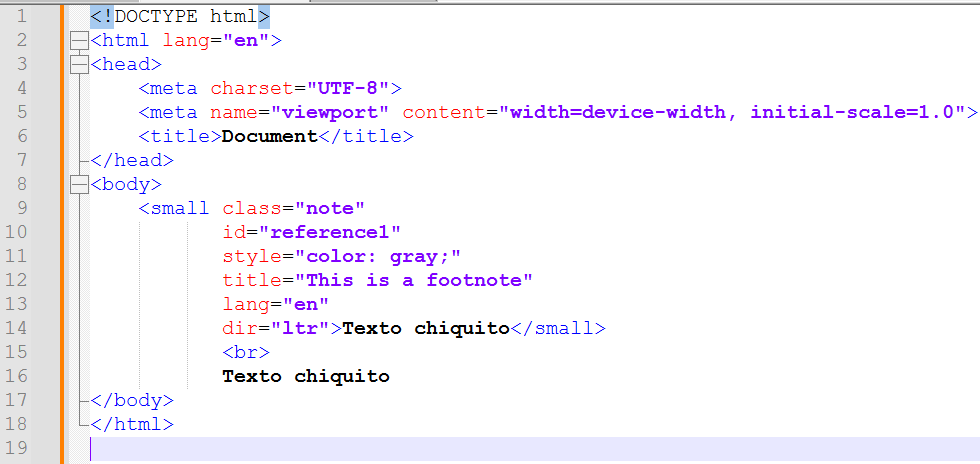 1 <!DOCTYPE html>
2 <html lang="en">
3 <head>
4     <meta charset="UTF-8">
5     <meta name="viewport" content="width=device-width, initial-scale=1.0">
6     <title>Document</title>
7 </head>
8 <body>
9     <small class="note"
10            id="reference1"
11            style="color: gray;"
12            title="This is a footnote"
13            lang="en"
14            dir="ltr">Texto chiquito</small>
15            <br>
16            Texto chiquito
17 </body>
18 </html>
19